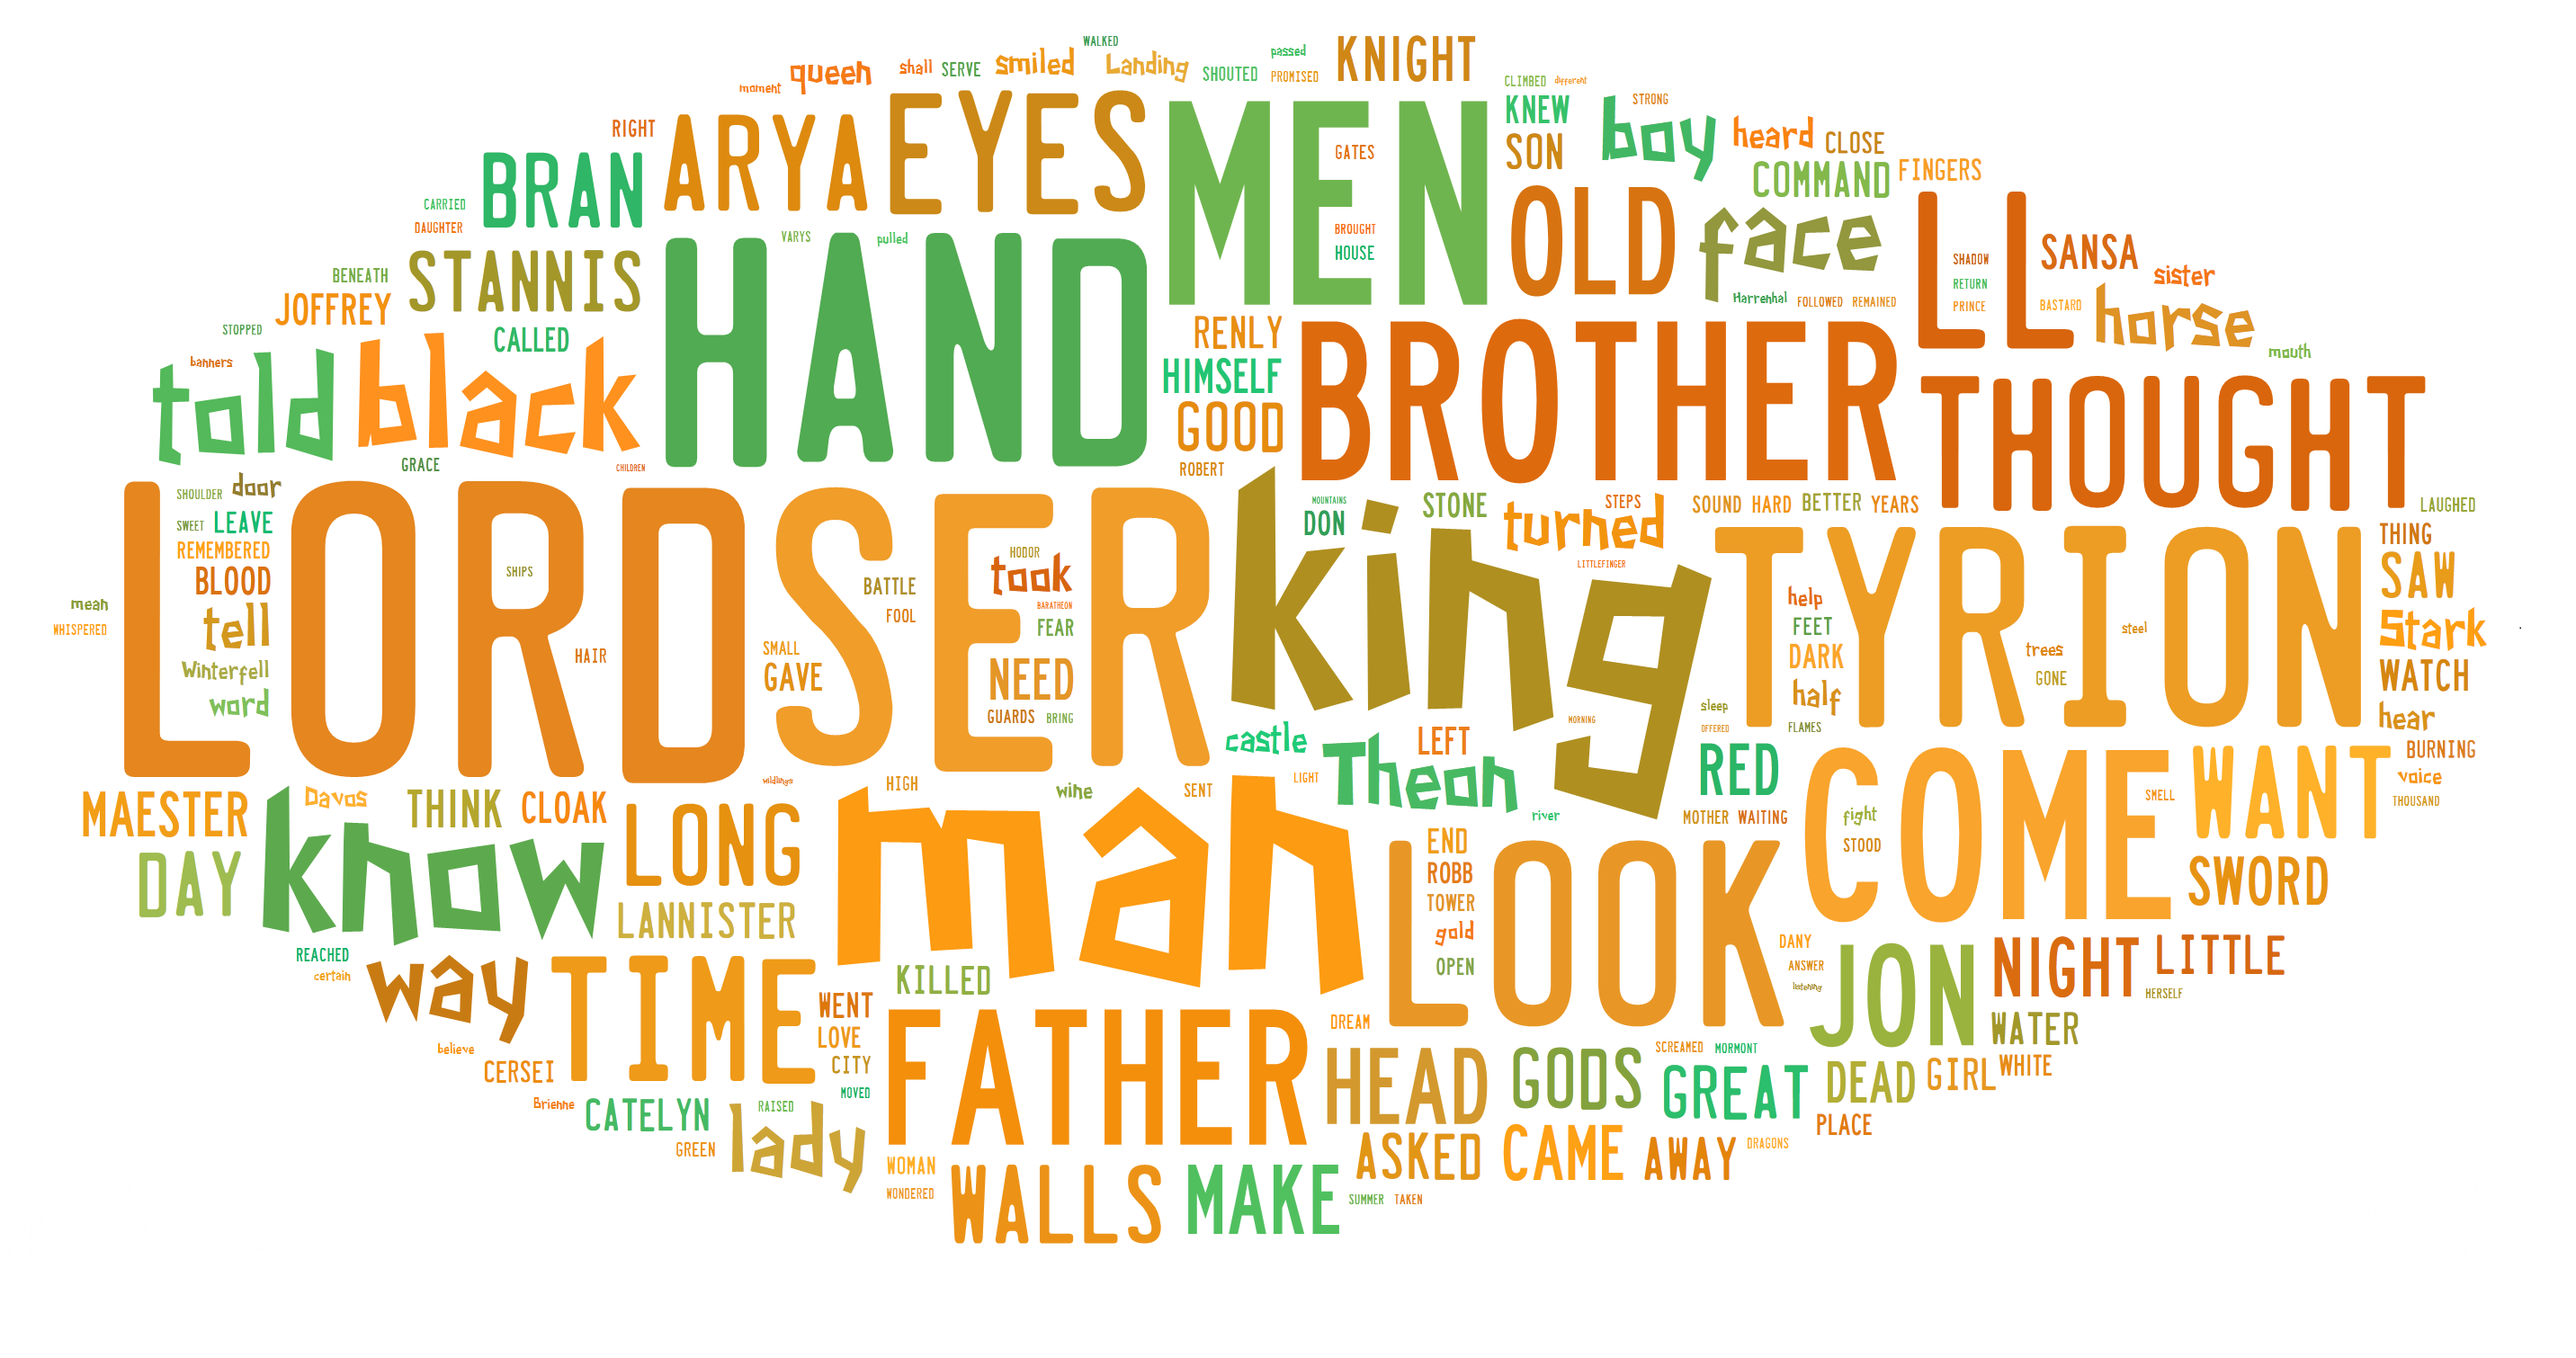 WALKED
KNIGHT
queen shall SERVE smiled Landing SHOUTED passed PROMISED
moment CLIMBED different
RIGHT ARYA EYES MEN KNEW boy STRONG heard CLOSE
BRAN GATES SON COMMAND FINGERS
CARRIED OLD face LL
DAUGHTER VARYS pulled BROUGHT HOUSE SANSA
STANNIS HAND SHADOW sister
BENEATH RETURN
JOFFREY Harrenhal FOLLOWED REMAINED PRINCE BASTARD horse
STOPPED CALLED RENLY BROTHER mouth
banners HIMSELF
told black GOOD THOUGHT
GRACE CHILDREN ROBERT
SHOULDER door LORD SER king MOUNTAINS STONE STEPS SOUND HARD BETTER YEARS LAUGHED
SWEET LEAVE DON turned TYRION THING
REMEMBERED HODOR LITTLEFINGER SAW
BLOOD SHIPS BATTLE took help
mean FOOL BARATHEON FEET Stark
WHISPERED tell FEAR steel
HAIR SMALL DARK trees
Winterfell GAVE NEED half GONE WATCH
word GUARDS BRING MORNING sleep hear
castle LEFT OFFERED FLAMES
Theon RED COME WANT BURNING
wildlings HIGH wine SENT LIGHT voice
MAESTER Davos THINK CLOAK LONG man river MOTHER WAITING fight SMELL THOUSAND
DAY know END LOOK STOOD SWORD
ROBB
LANNISTER TOWER
REACHED gold DANY JON NIGHT LITTLE
certain way TIME KILLED OPEN ANSWER
listening HERSELF
WENT FATHER DREAM WATER
believe LOVE HEAD GODS SCREAMED MORMONT
CERSEI CITY GREAT DEAD GIRL WHITE
Brienne CATELYN RAISED MOVED PLACE
GREEN lady WOMAN ASKED CAME AWAY DRAGONS
WONDERED WALLS MAKE SUMMER TAKEN